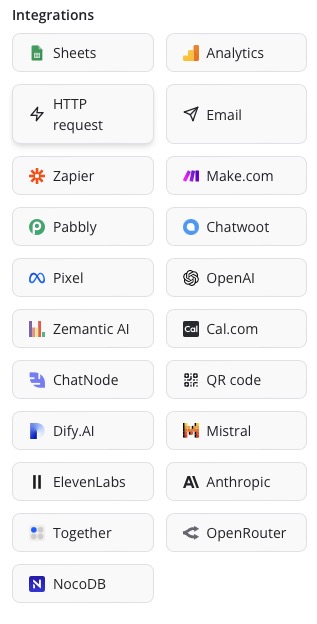 Integrations
Sheets
Analytics
HTTP
request
Email
Zapier
Make.com
Pabbly
Chatwoot
Pixel
OpenAI
Zemantic AI
Cal
Cal.com
ChatNode
QR code
Dify.AI
Mistral
ElevenLabs
Anthropic
Together
OpenRouter
NocoDB